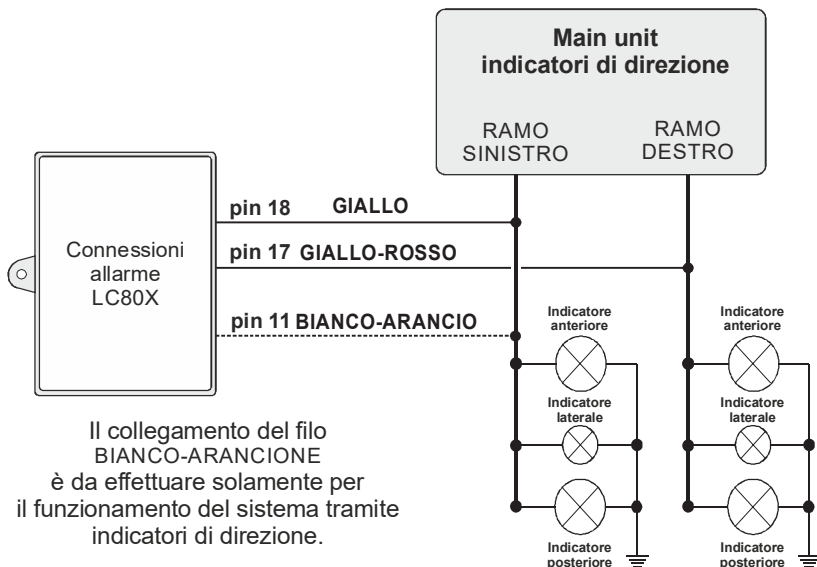 Main unit
indicatori di direzione
RAMO
SINISTRO
RAMO
DESTRO
Connessioni
allarme
LC80X
pin 18 GIALLO
pin 17 GIALLO-ROSSO
pin 11 BIANCO-ARANCIO
Indicatore
anteriore
Indicatore
anteriore
Indicatore
laterale
Indicatore
laterale
Indicatore
posteriore
Indicatore
posteriore
Il collegamento del filo
BIANCO-ARANCIONE
è da effettuare solamente per
il funzionamento del sistema tramite
indicatori di direzione.